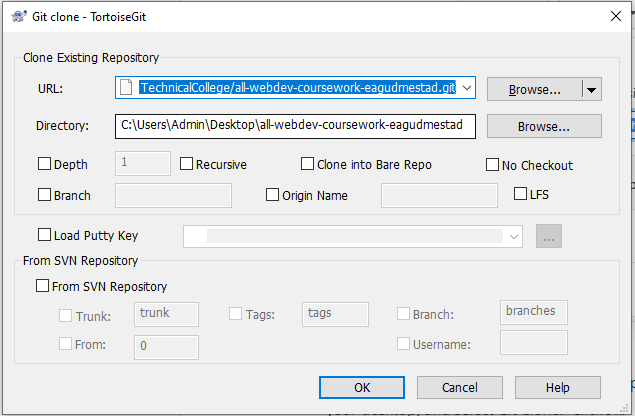 Git clone - TortoiseGit
Clone Existing Repository
URL: TechnicalCollege/all-webdev-coursework-eagudmestad.git Browse...
Directory: C:\Users\Admin\Desktop\all-webdev-coursework-eagudmestad Browse...
Depth 1 Recursive Clone into Bare Repo No Checkout
Branch Origin Name LFS
Load Putty Key ...
From SVN Repository
From SVN Repository
Trunk: trunk Tags: tags Branch: branches
From: 0 Username:
OK Cancel Help